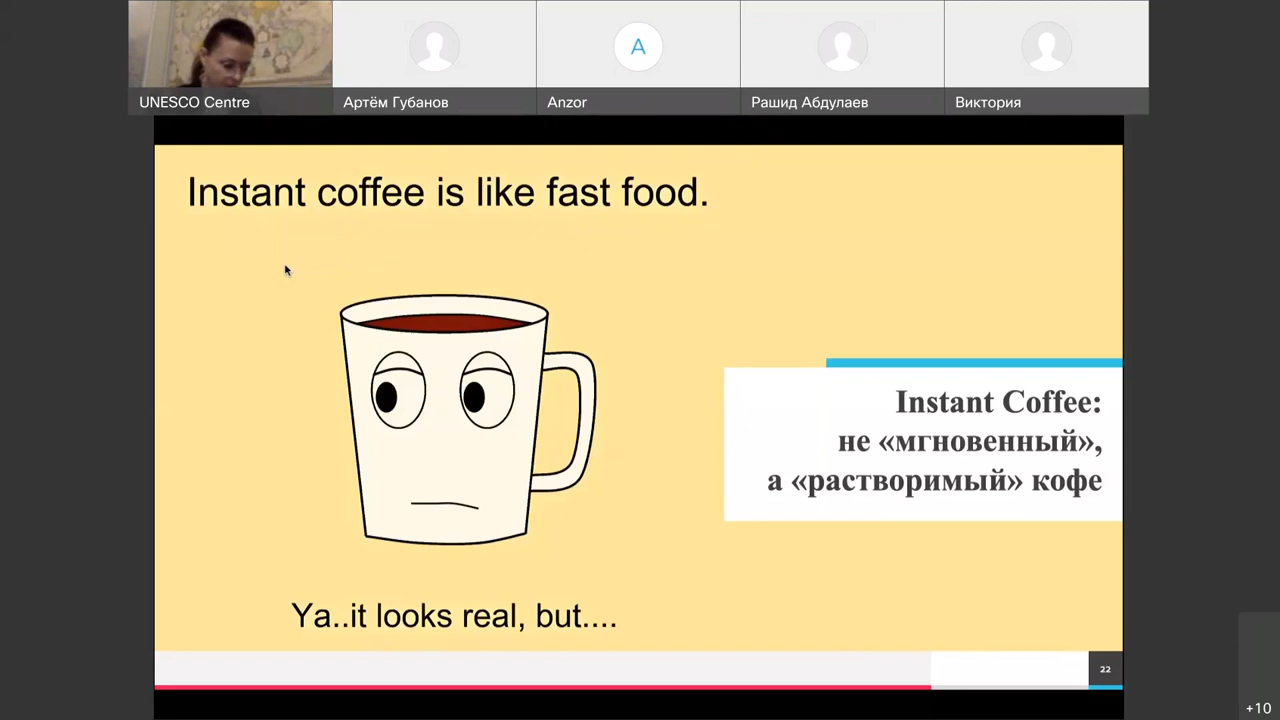 UNESCO Centre
Артём Губанов
A
Anzor
Рашид Абдулаев
Виктория
Instant coffee is like fast food.
Instant Coffee:
не «мгновенный»,
а «растворимый» кофе
Ya..it looks real, but....
22
+10